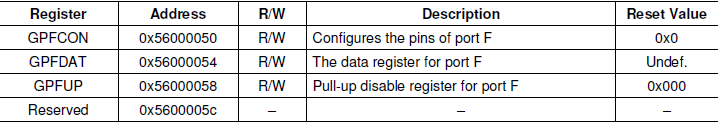 Register Address R/W Description Reset Value
GPFCON 0x56000050 R/W Configures the pins of port F 0x0
GPFDAT 0x56000054 R/W The data register for port F Undef.
GPFUP 0x56000058 R/W Pull-up disable register for port F 0x000
Reserved 0x5600005c – – –